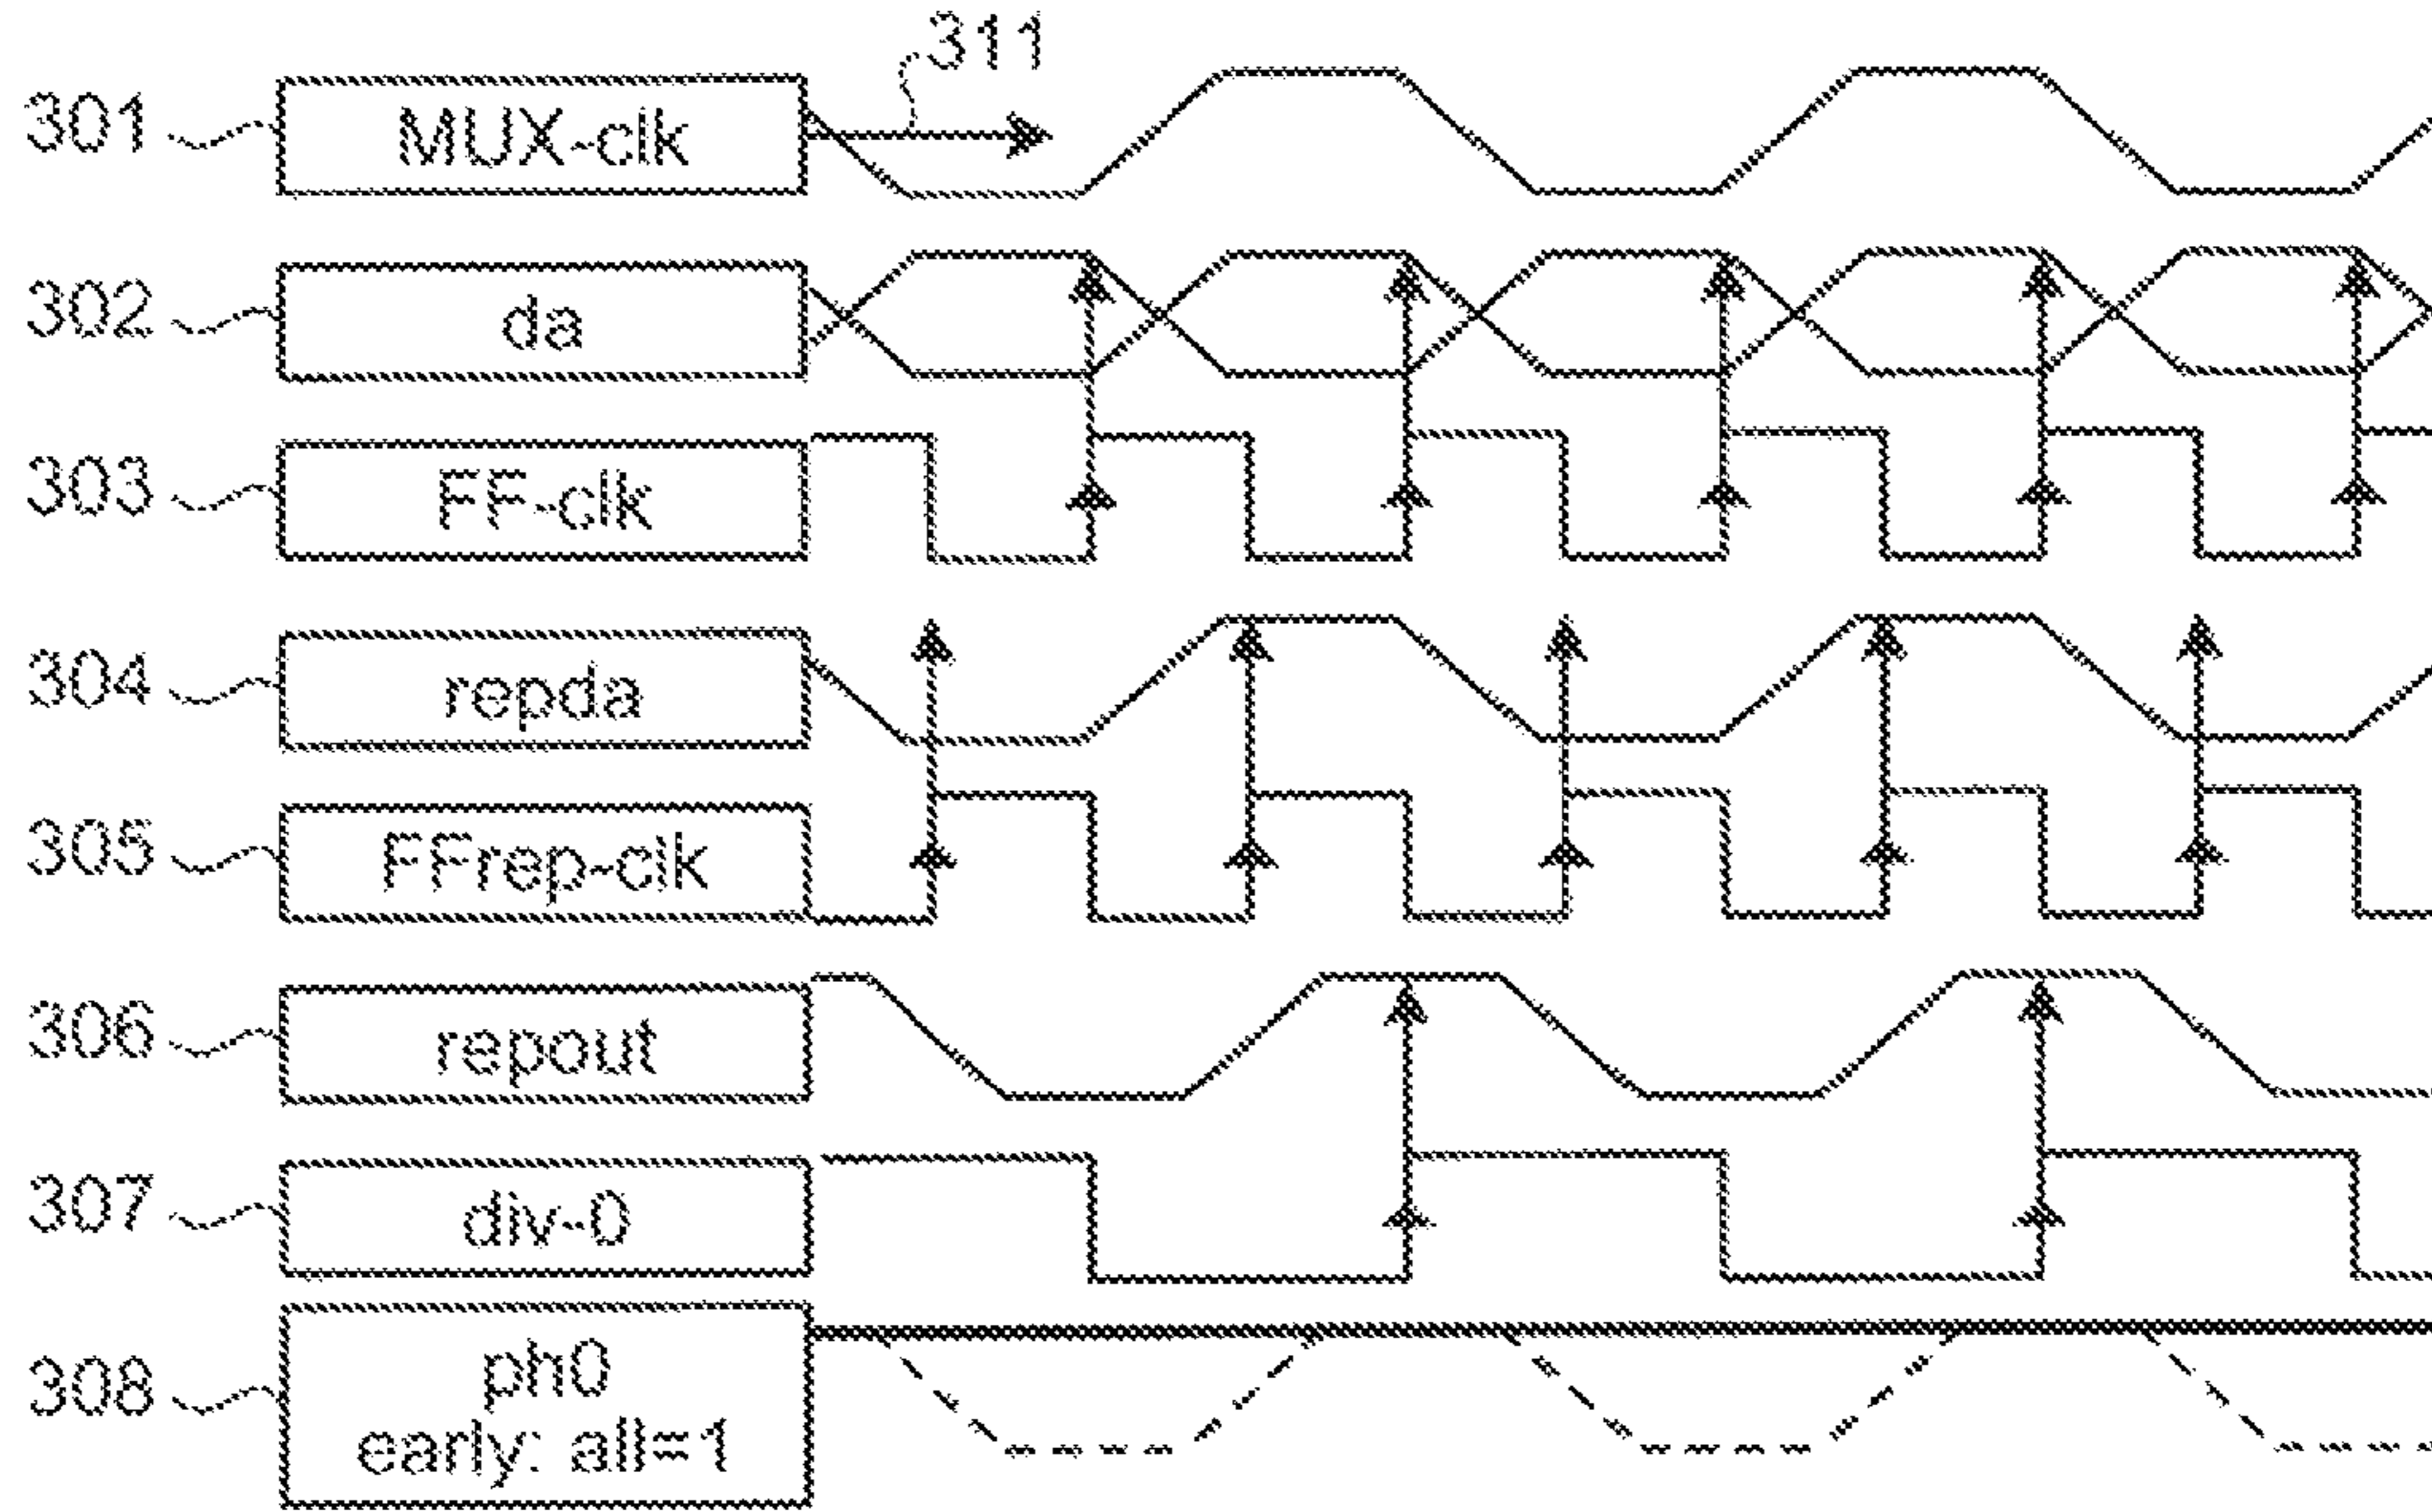 311
301 MUX-clk
302 da
303 FF-clk
304 repda
305 FFrep-clk
306 repout
307 div-0
308 ph0
early: all=1